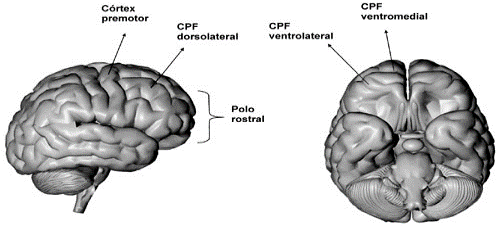 Córtex
premotor
CPF
dorsolateral
Polo
rostral
CPF
ventrolateral
CPF
ventromedial